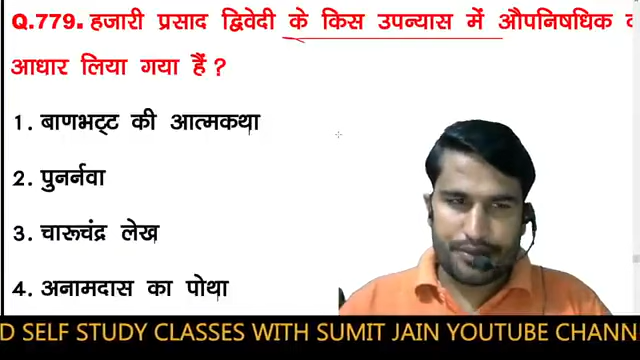 Q.779. हजारी प्रसाद द्विवेदी के किस उपन्यास में औपनिषधिक
आधार लिया गया हैं ?
1. बाणभट्ट की आत्मकथा
2. पुनर्नवा
3. चारूचंद्र लेख
4. अनामदास का पोथा
D SELF STUDY CLASSES WITH SUMIT JAIN YOUTUBE CHANN